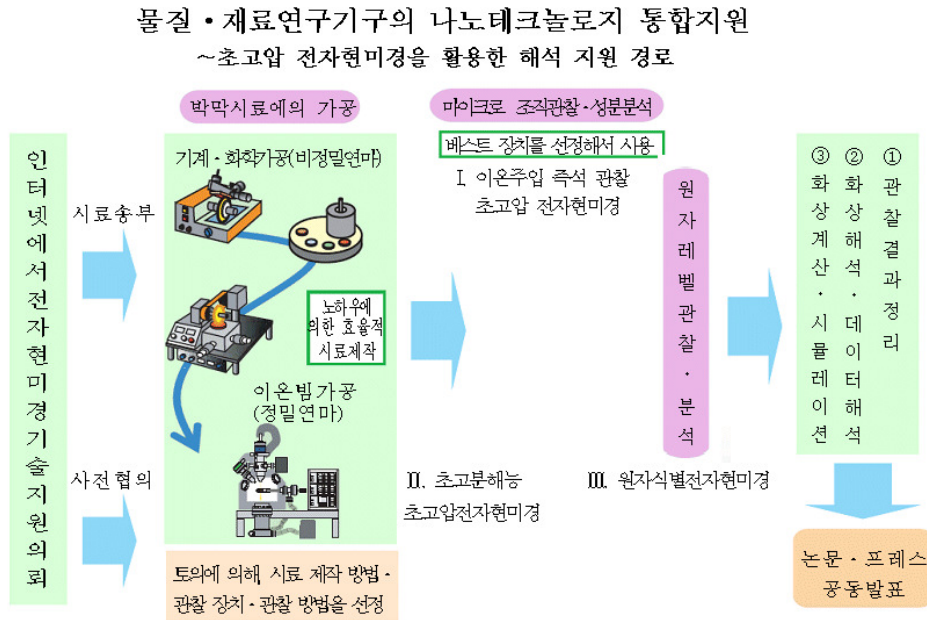 물질・재료연구기구의 나노테크놀로지 통합지원
~초고압 전자현미경을 활용한 해석 지원 경로
인터넷에서전자현미경기술지원의뢰
시료송부
사전협의
박막시료에의 가공
기계・화학가공(비정밀연마)
노하우에
의한 효율적
시료제작
이온빔가공
(정밀연마)
토의에 의해, 시료 제작 방법・
관찰 장치・관찰 방법을 선정
마이크로 조직관찰・성분분석
베스트 장치를 선정해서 사용
Ⅰ. 이온주입 즉석 관찰
초고압 전자현미경
Ⅱ. 초고분해능
초고압전자현미경
원자레벨관찰・분석
Ⅲ. 원자식별전자현미경
① 관찰결과정리
② 화상해석・데이터해석
③ 화상계산・시뮬레이션
논문・프레스
공동발표